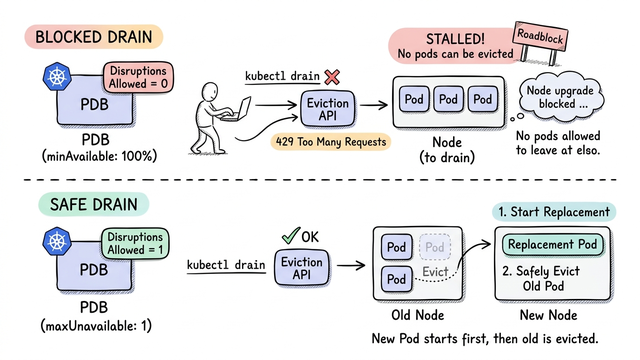 BLOCKED DRAIN
Disruptions
Allowed = 0
PDB
PDB
(minAvailable: 100%)
kubectl drain
Eviction
API
429 Too Many Requests
STALLED!
No pods can be evicted
Roadblock
Pod
Pod
Pod
Node
(to drain)
Node upgrade
blocked ...
No pods allowed
to leave at elso.
SAFE DRAIN
Disruptions
Allowed = 1
PDB
PDB
(maxUnavailable: 1)
kubectl drain
OK
Eviction
API
Pod
Pod
Pod
Evict
Old Node
1. Start Replacement
Replacement Pod
2. Safely Evict
Old Pod
New Node
New Pod starts first, then old is evicted.